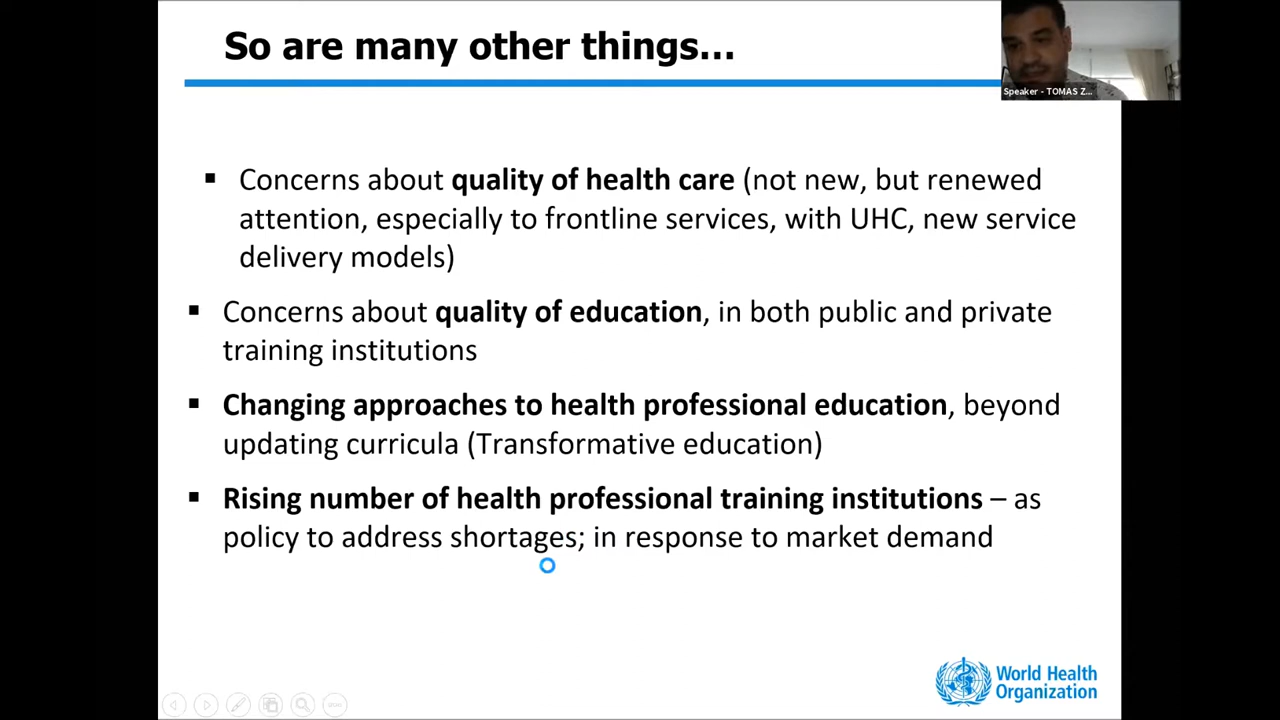 So are many other things...
Speaker - TOMAS Z...
▪ Concerns about quality of health care (not new, but renewed
attention, especially to frontline services, with UHC, new service
delivery models)
▪ Concerns about quality of education, in both public and private
training institutions
▪ Changing approaches to health professional education, beyond
updating curricula (Transformative education)
▪ Rising number of health professional training institutions – as
policy to address shortages; in response to market demand
World Health
Organization